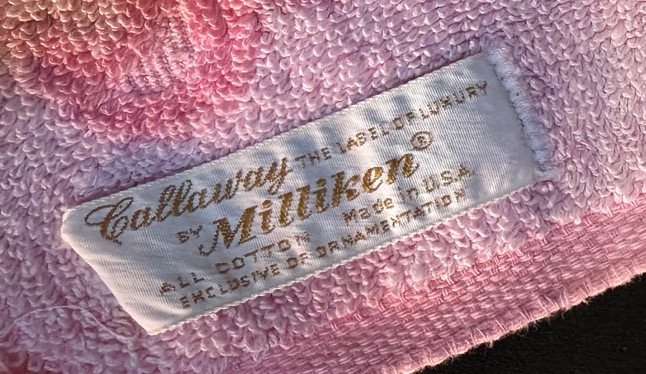 Callaway THE LABEL OF LUXURY
BY Milliken®
ALL COTTON Made in U.S.A.
EXCLUSIVE OF ORNAMENTATION